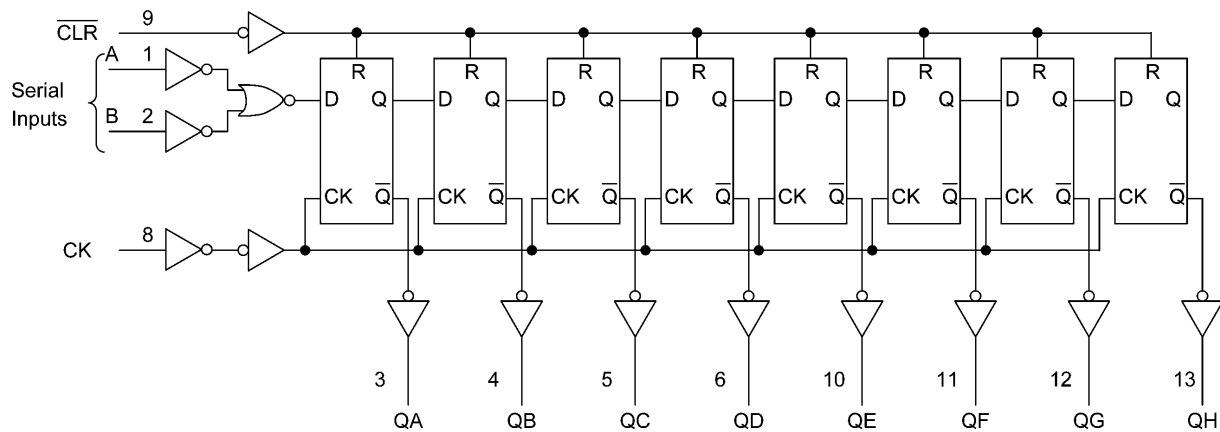 C̅L̅R̅ 9
A 1
Serial Inputs
B 2
R R R R R R R R
D Q D Q D Q D Q D Q D Q D Q D
CK Q̅ CK Q̅ CK Q̅ CK Q̅ CK Q̅ CK Q̅ CK Q̅ CK Q̅
CK 8
3 4 5 6 10 11 12 13
QA QB QC QD QE QF QG QH